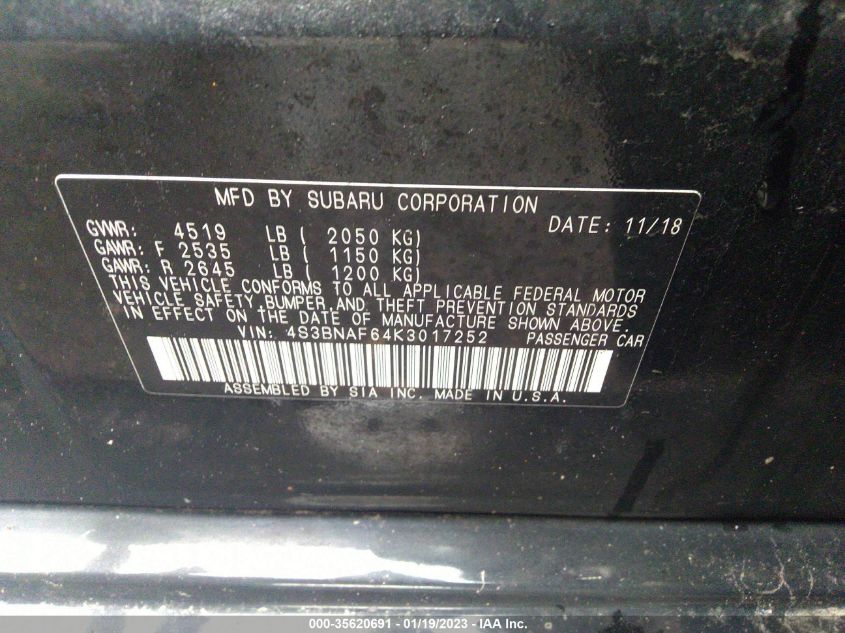 MFD BY SUBARU CORPORATION
DATE: 11/18
GVWR: 4519 LB ( 2050 KG)
GAWR: F 2535 LB ( 1150 KG)
GAWR: R 2645 LB ( 1200 KG)
THIS VEHICLE CONFORMS TO ALL APPLICABLE FEDERAL MOTOR
VEHICLE SAFETY, BUMPER, AND THEFT PREVENTION STANDARDS
IN EFFECT ON THE DATE OF MANUFACTURE SHOWN ABOVE.
VIN: 4S3BNAF64K3017252 PASSENGER CAR
ASSEMBLED BY SIA INC. MADE IN U.S.A.
000-35620691 - 01/19/2023 - IAA Inc.